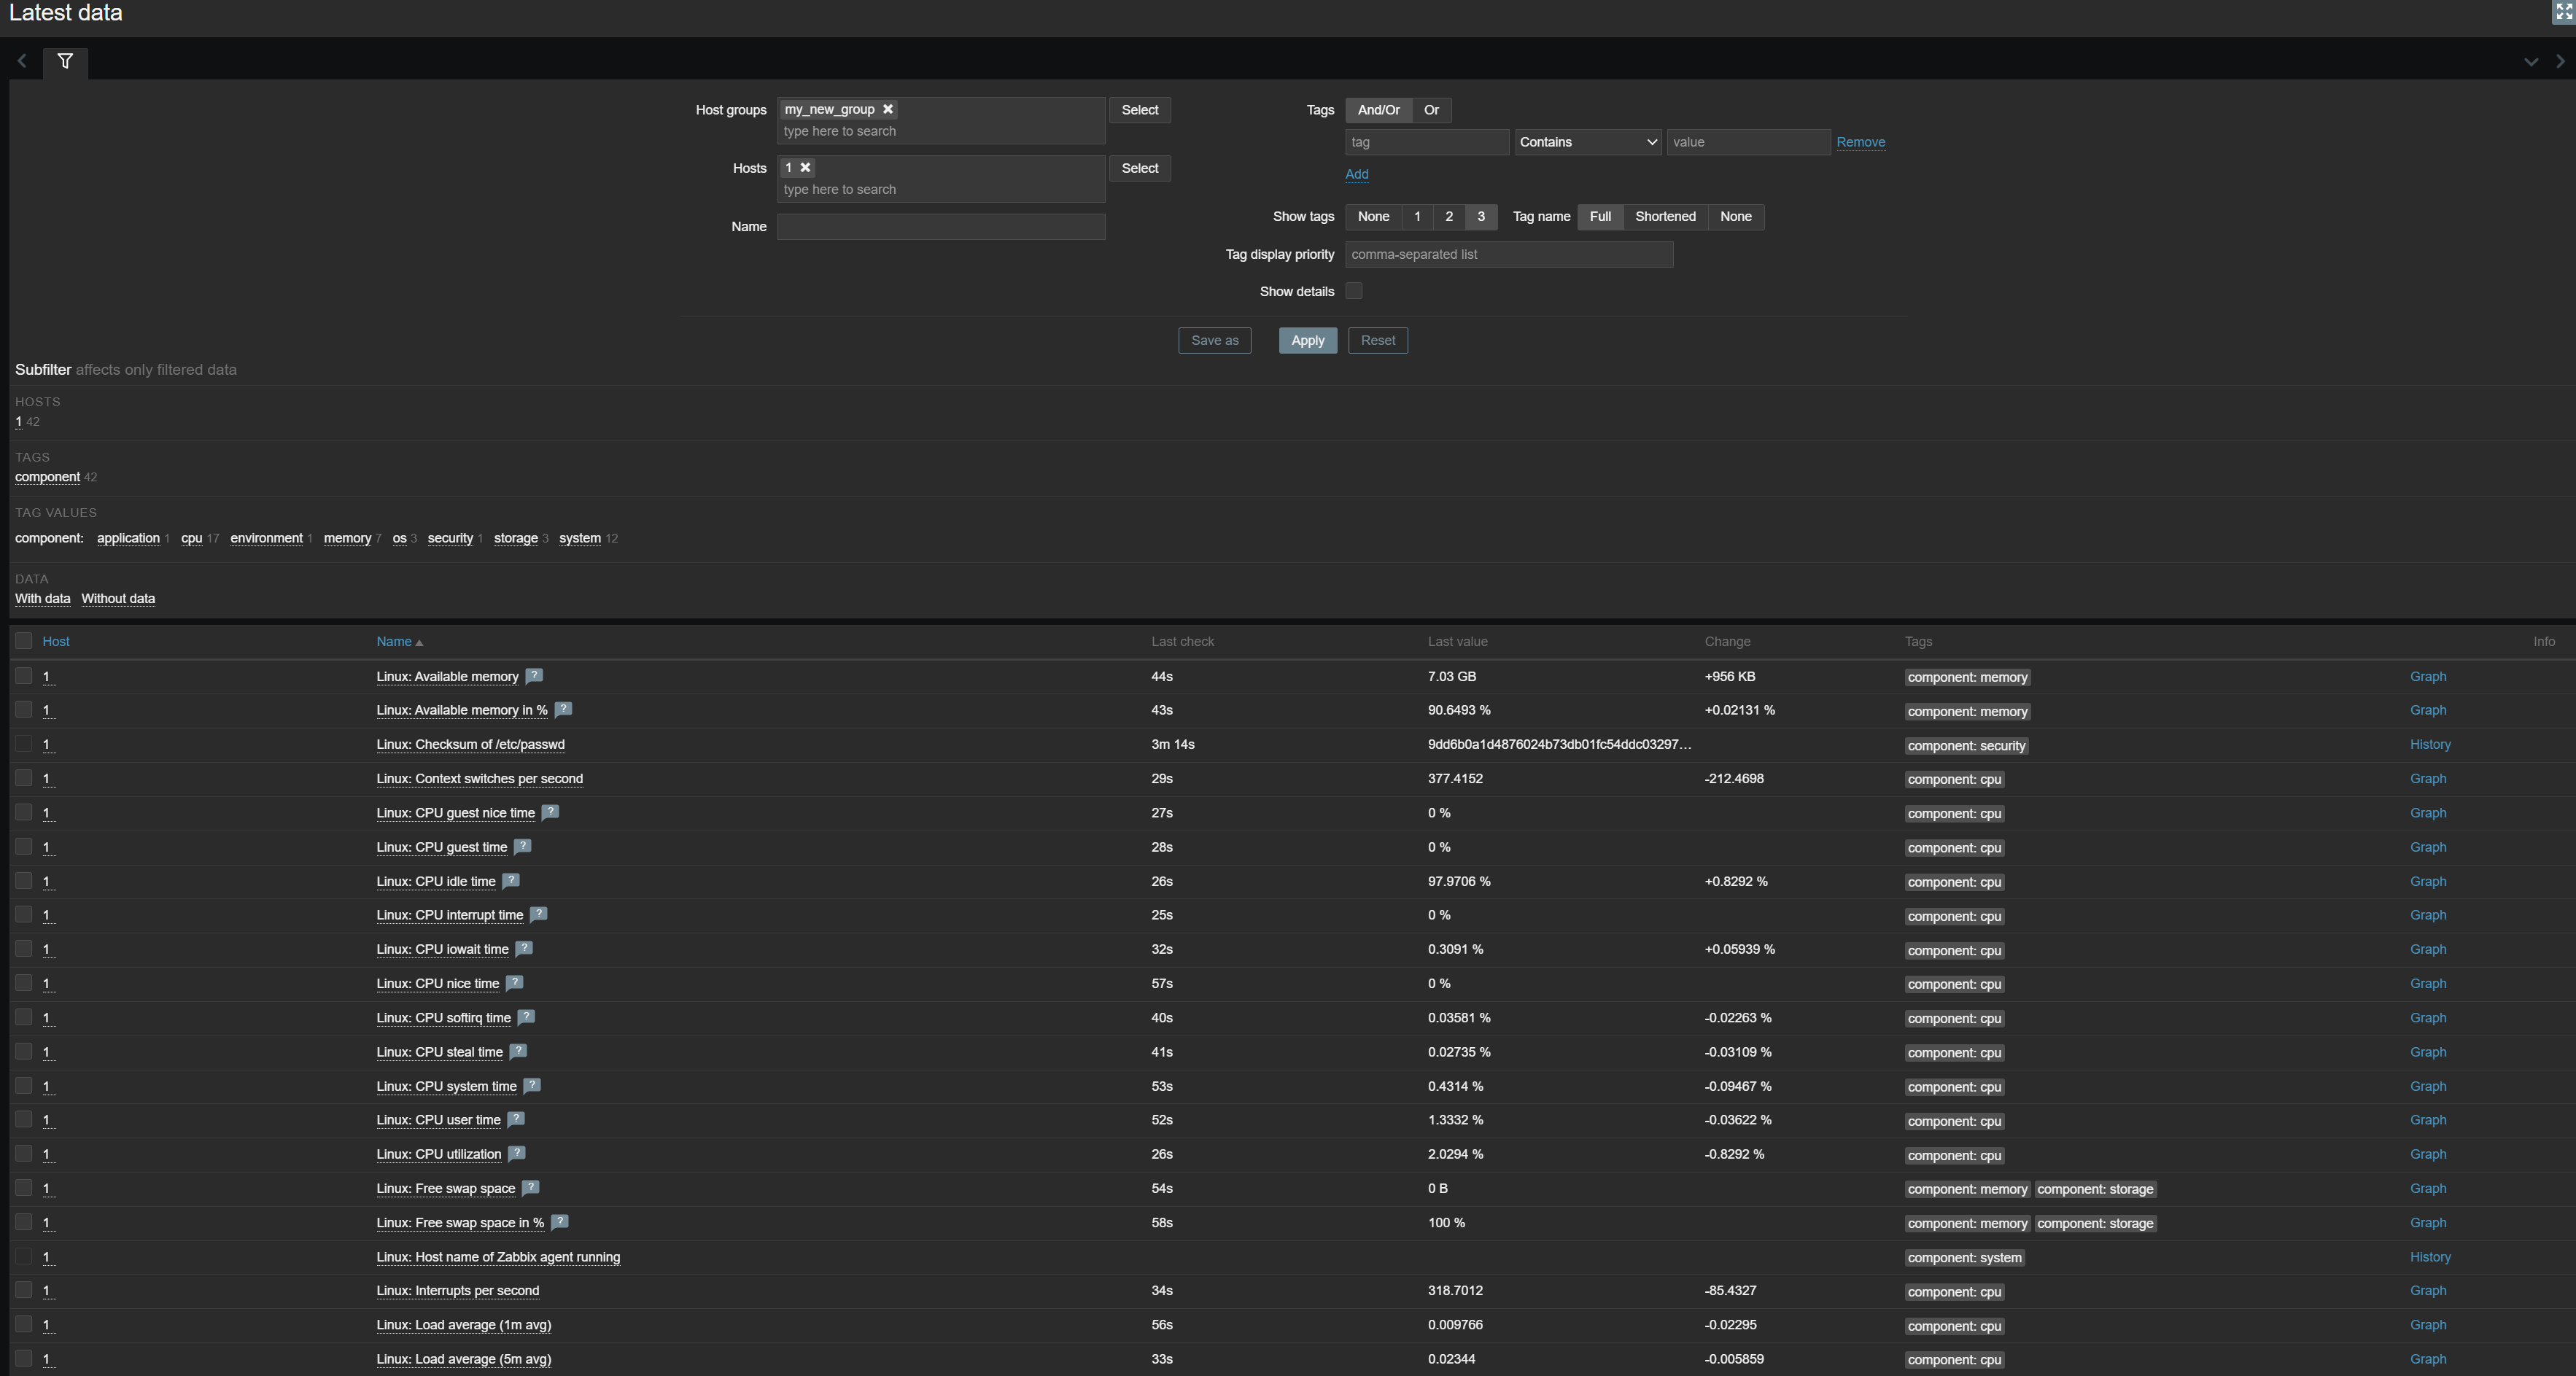 Latest data
Host groups my_new_group Select Tags And/Or Or
type here to search
tag Contains value Remove
Hosts 1 Select
type here to search
Add
Name
Show tags None 1 2 3 Tag name Full Shortened None
Tag display priority comma-separated list
Show details
Save as Apply Reset
Subfilter affects only filtered data
HOSTS
1 42
TAGS
component 42
TAG VALUES
component: application 1 cpu 17 environment 1 memory 7 os 3 security 1 storage 3 system 12
DATA
With data Without data
Host Name Last check Last value Change Tags Info
1 Linux: Available memory ? 44s 7.03 GB +956 KB component: memory Graph
1 Linux: Available memory in % ? 43s 90.6493 % +0.02131 % component: memory Graph
1 Linux: Checksum of /etc/passwd 3m 14s 9dd6b0a1d4876024b73db01fc54ddc03297... component: security History
1 Linux: Context switches per second 29s 377.4152 -212.4698 component: cpu Graph
1 Linux: CPU guest nice time ? 27s 0 % component: cpu Graph
1 Linux: CPU guest time ? 28s 0 % component: cpu Graph
1 Linux: CPU idle time ? 26s 97.9706 % +0.8292 % component: cpu Graph
1 Linux: CPU interrupt time ? 25s 0 % component: cpu Graph
1 Linux: CPU iowait time ? 32s 0.3091 % +0.05939 % component: cpu Graph
1 Linux: CPU nice time ? 57s 0 % component: cpu Graph
1 Linux: CPU softirq time ? 40s 0.03581 % -0.02263 % component: cpu Graph
1 Linux: CPU steal time ? 41s 0.02735 % -0.03109 % component: cpu Graph
1 Linux: CPU system time ? 53s 0.4314 % -0.09467 % component: cpu Graph
1 Linux: CPU user time ? 52s 1.3332 % -0.03622 % component: cpu Graph
1 Linux: CPU utilization ? 26s 2.0294 % -0.8292 % component: cpu Graph
1 Linux: Free swap space ? 54s 0 B component: memory component: storage Graph
1 Linux: Free swap space in % ? 58s 100 % component: memory component: storage Graph
1 Linux: Host name of Zabbix agent running component: system History
1 Linux: Interrupts per second 34s 318.7012 -85.4327 component: cpu Graph
1 Linux: Load average (1m avg) 56s 0.009766 -0.02295 component: cpu Graph
1 Linux: Load average (5m avg) 33s 0.02344 -0.005859 component: cpu Graph